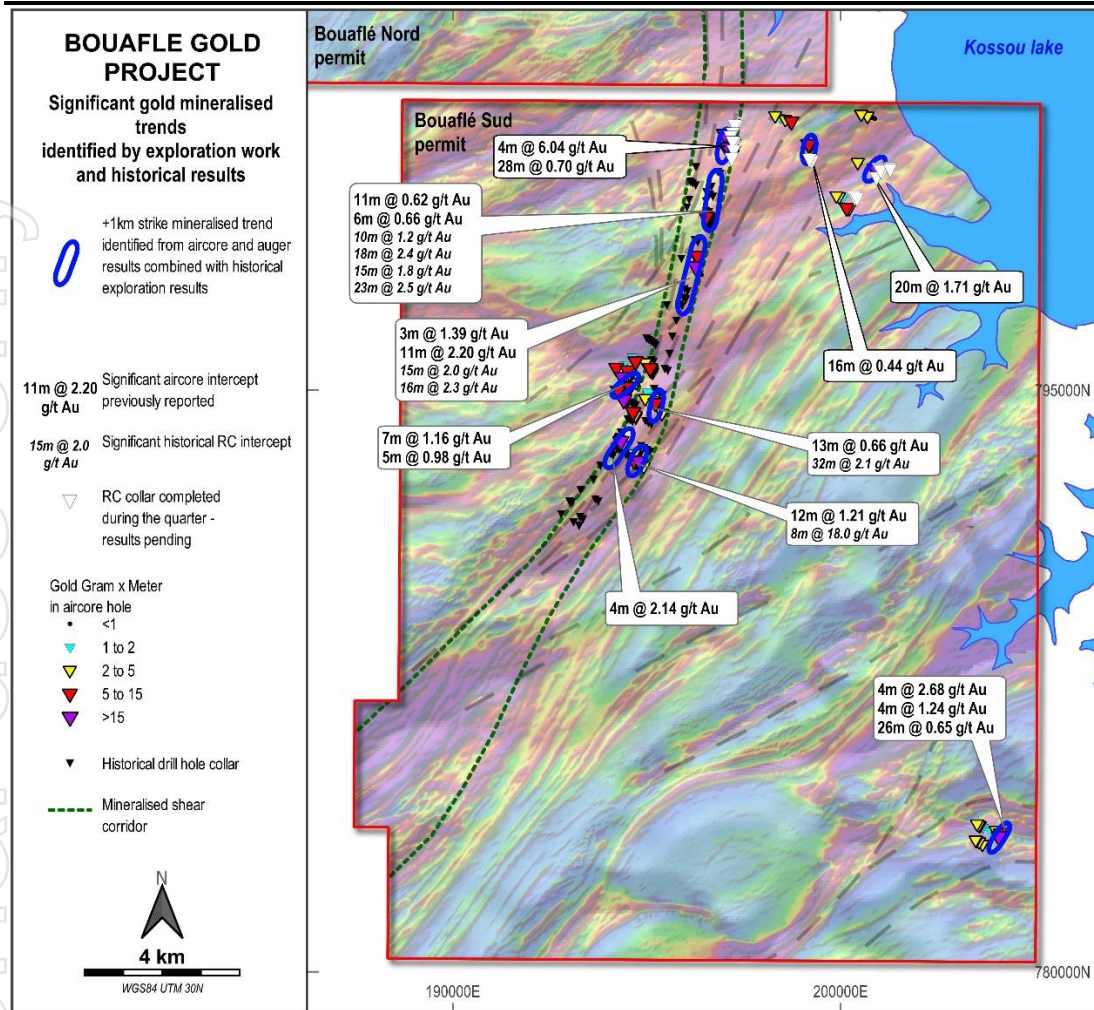 BOUAFLE GOLD
PROJECT
Significant gold mineralised
trends
identified by exploration work
and historical results
+1km strike mineralised trend
identified from aircore and auger
results combined with historical
exploration results
11m @ 2.20
g/t Au
Significant aircore intercept
previously reported
15m @ 2.0
g/t Au
Significant historical RC intercept
RC collar completed
during the quarter -
results pending
Gold Gram x Meter
in aircore hole
<1
1 to 2
2 to 5
5 to 15
>15
Historical drill hole collar
Mineralised shear
corridor
N
4 km
WGS84 UTM 30N
Bouaflé Nord
permit
Kossou lake
Bouaflé Sud
permit
4m @ 6.04 g/t Au
28m @ 0.70 g/t Au
11m @ 0.62 g/t Au
6m @ 0.66 g/t Au
10m @ 1.2 g/t Au
18m @ 2.4 g/t Au
15m @ 1.8 g/t Au
23m @ 2.5 g/t Au
20m @ 1.71 g/t Au
3m @ 1.39 g/t Au
11m @ 2.20 g/t Au
15m @ 2.0 g/t Au
16m @ 2.3 g/t Au
16m @ 0.44 g/t Au
795000N
7m @ 1.16 g/t Au
5m @ 0.98 g/t Au
13m @ 0.66 g/t Au
32m @ 2.1 g/t Au
12m @ 1.21 g/t Au
8m @ 18.0 g/t Au
4m @ 2.14 g/t Au
4m @ 2.68 g/t Au
4m @ 1.24 g/t Au
26m @ 0.65 g/t Au
780000N
190000E
200000E